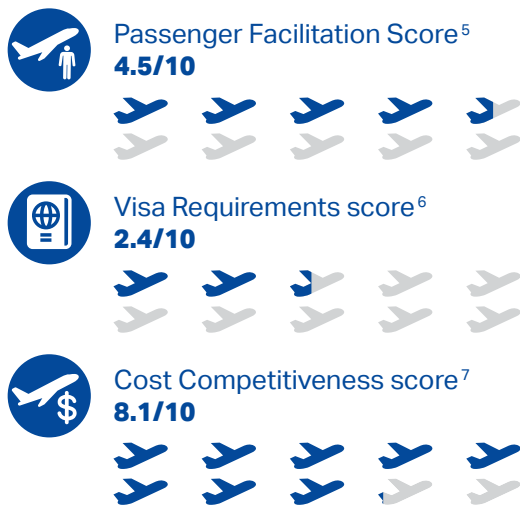 Passenger Facilitation Score⁵
4.5/10
Visa Requirements score⁶
2.4/10
Cost Competitiveness score⁷
8.1/10
$